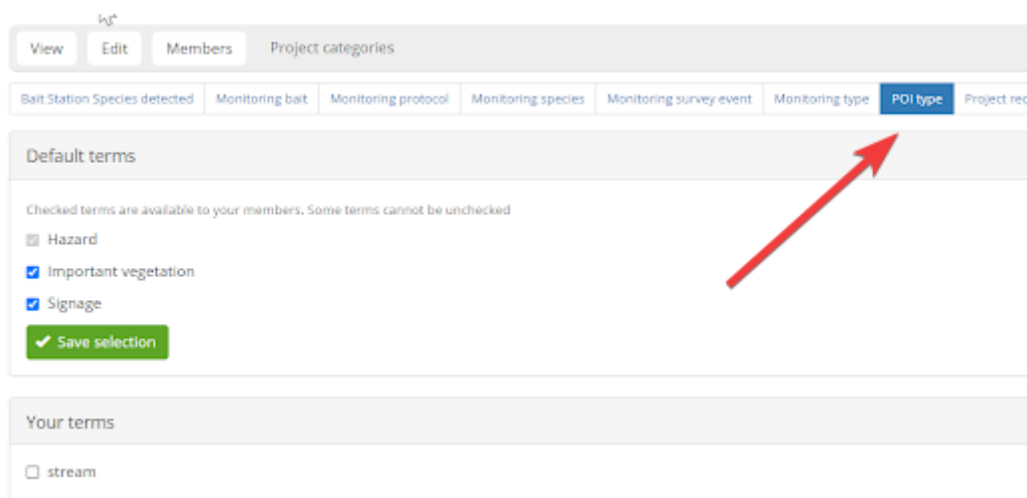 View Edit Members Project categories
Bait Station Species detected Monitoring bait Monitoring protocol Monitoring species Monitoring survey event Monitoring type POI type Project rec
Default terms
Checked terms are available to your members. Some terms cannot be unchecked
Hazard
Important vegetation
Signage
Save selection
Your terms
stream